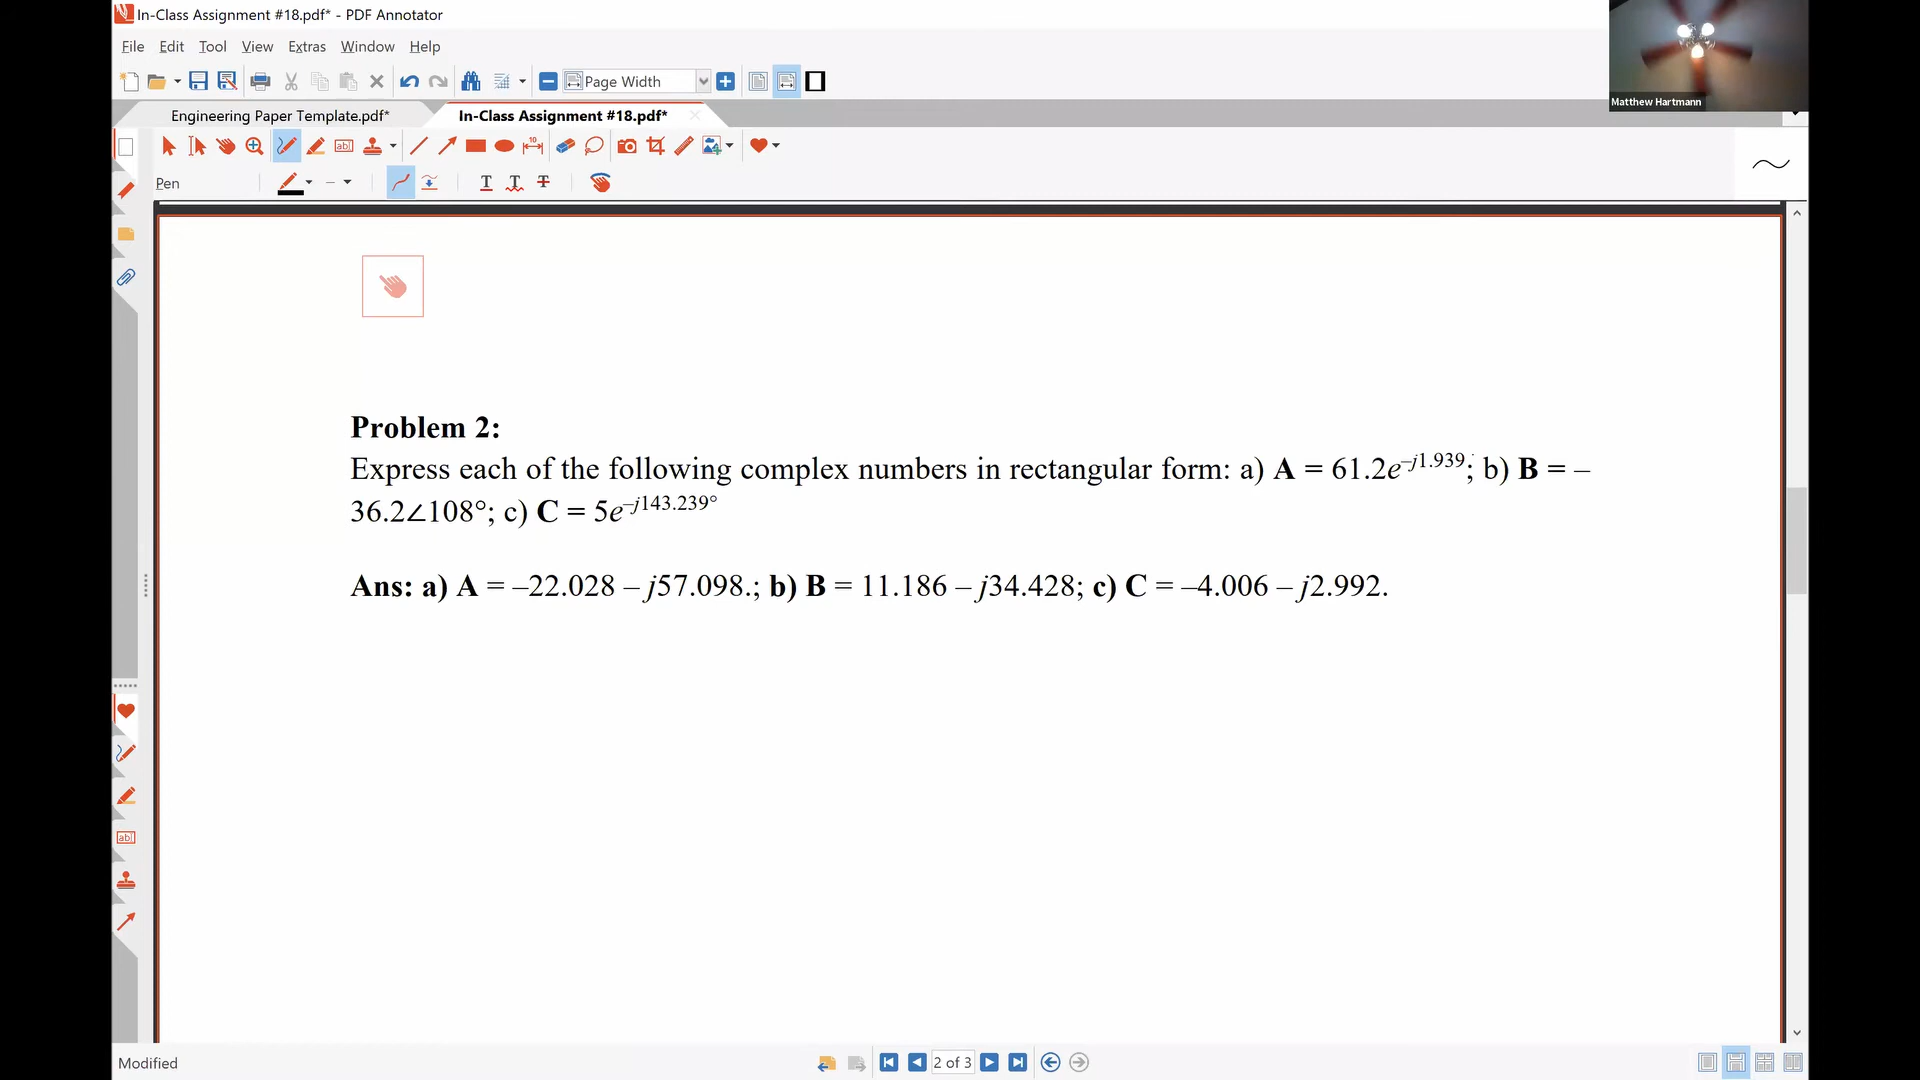 In-Class Assignment #18.pdf* - PDF Annotator
File Edit Tool View Extras Window Help
Page Width
Matthew Hartmann
Engineering Paper Template.pdf* In-Class Assignment #18.pdf*
Pen
Problem 2:
Express each of the following complex numbers in rectangular form: a) A = 61.2e^–j1.939; b) B = –
36.2∠108°; c) C = 5e^–j143.239°
Ans: a) A = –22.028 – j57.098.; b) B = 11.186 – j34.428; c) C = –4.006 – j2.992.
Modified 2 of 3